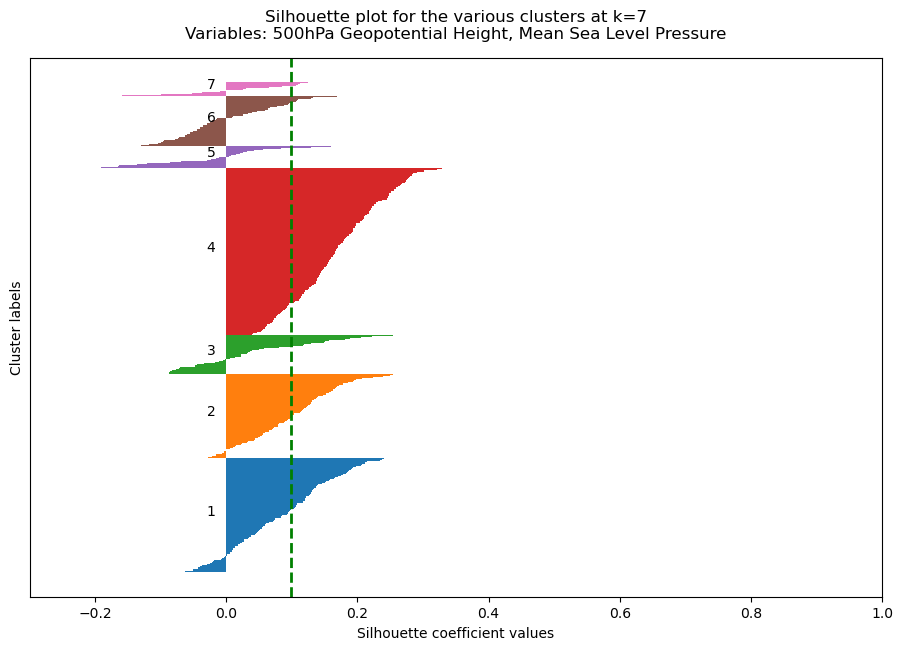 Silhouette plot for the various clusters at k=7
Variables: 500hPa Geopotential Height, Mean Sea Level Pressure
7
6
5
4
3
2
1
Cluster labels
−0.2 0.0 0.2 0.4 0.6 0.8 1.0
Silhouette coefficient values